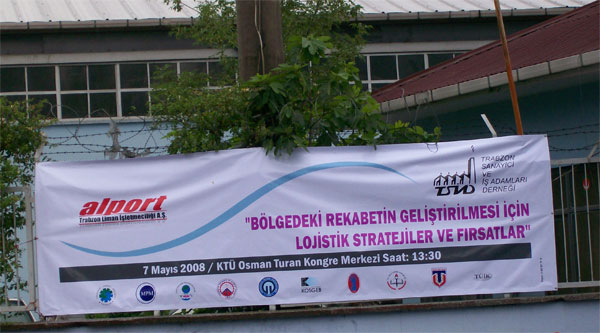 alport
Trabzon Liman İşletmeciliği A.Ş.
TRABZON
SANAYİCİ
VE
İŞ ADAMLARI
DERNEĞİ
"BÖLGEDEKİ REKABETİN GELİŞTİRİLMESİ İÇİN
LOJİSTİK STRATEJİLER VE FIRSATLAR"
7 Mayıs 2008 / KTÜ Osman Turan Kongre Merkezi Saat: 13:30
MPM
KOSGEB